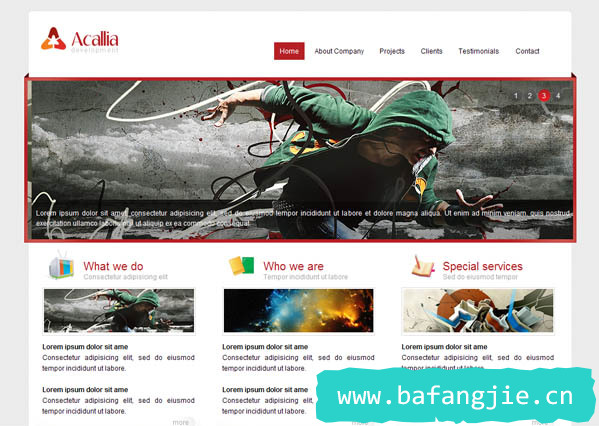 Acallia
development
Home About Company Projects Clients Testimonials Contact
1 2 3 4
Lorem ipsum dolor sit amet, consectetur adipisicing elit, sed do eiusmod tempor incididunt ut labore et dolore magna aliqua. Ut enim ad minim veniam, quis nostrud
exercitation ullamco laboris nisi ut aliquip ex ea commodo consequat.
What we do
Consectetur adipisicing elit
Who we are
Tempor incididunt ut labore
Special services
Sed do eiusmod tempor
Lorem ipsum dolor sit ame
Consectetur adipisicing elit, sed do eiusmod
tempor incididunt ut labore.
Lorem ipsum dolor sit ame
Consectetur adipisicing elit, sed do eiusmod
tempor incididunt ut labore.
more
Lorem ipsum dolor sit ame
Consectetur adipisicing elit, sed do eiusmod
tempor incididunt ut labore.
Lorem ipsum dolor sit ame
Consectetur adipisicing elit, sed do eiusmod
tempor incididunt ut labore.
Lorem ipsum dolor sit ame
Consectetur adipisicing elit, sed do eiusmod
www.bafangjie.cn